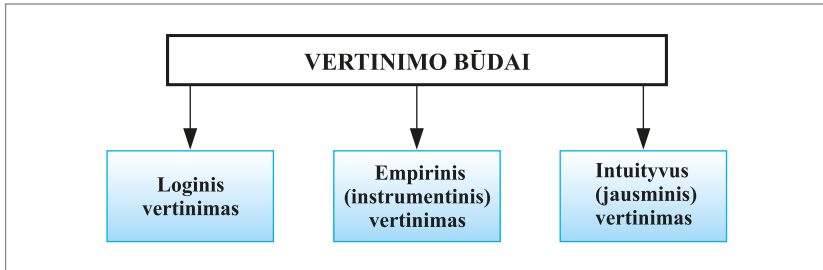 VERTINIMO BŪDAI
Loginis
vertinimas
Empirinis
(instrumentinis)
vertinimas
Intuityvus
(jausminis)
vertinimas